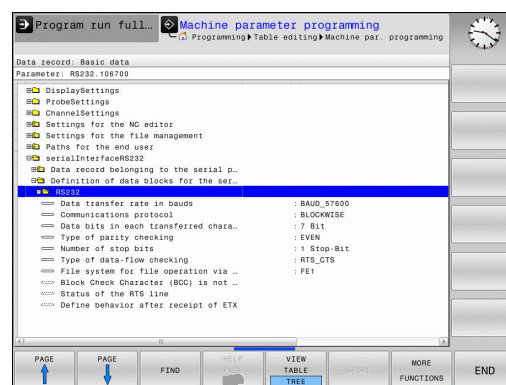 Program run full...
Machine parameter programming
Programming▶Table editing▶Machine par. programming
Data record: Basic data
Parameter: RS232.106700
DisplaySettings
ProbeSettings
ChannelSettings
Settings for the NC editor
Settings for the file management
Paths for the end user
serialInterfaceRS232
Data record belonging to the serial p…
Definition of data blocks for the ser…
RS232
Data transfer rate in bauds : BAUD_57600
Communications protocol : BLOCKWISE
Data bits in each transferred chara… : 7 Bit
Type of parity checking : EVEN
Number of stop bits : 1 Stop-Bit
Type of data-flow checking : RTS_CTS
File system for file operation via … : FE1
Block Check Character (BCC) is not …
Status of the RTS line
Define behavior after receipt of ETX
PAGE
PAGE
FIND
HELP
PAGE
VIEW
TABLE
TREE
STORE
MORE
FUNCTIONS
END